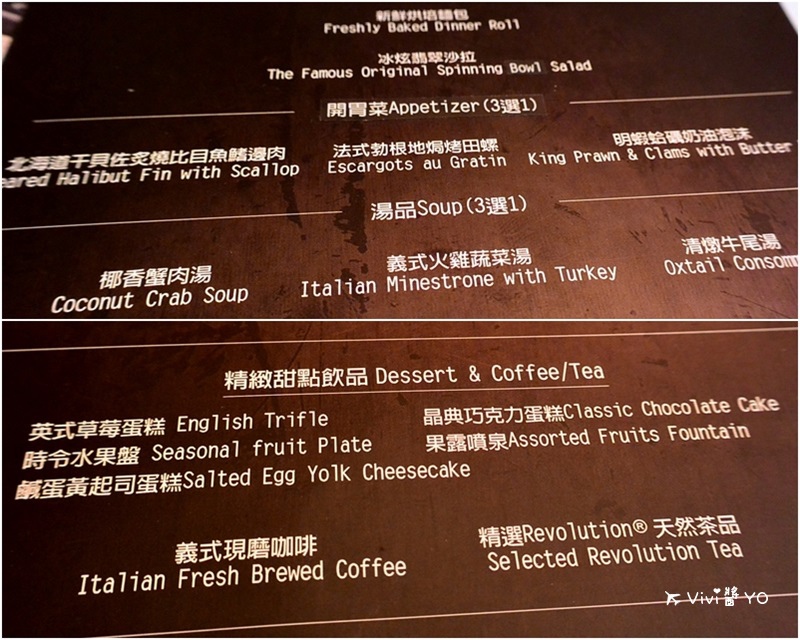 新鮮烘培麵包
Freshly Baked Dinner Roll
冰炫翡翠沙拉
The Famous Original Spinning Bowl Salad
開胃菜Appetizer(3選1)
北海道干貝佐炙燒比目魚鰭邊肉
Halibut Fin with Scallop
法式勃根地焗烤田螺
Escargots au Gratin
明蝦蛤礪奶油泡沫
King Prawn & Clams with Butter
湯品Soup(3選1)
椰香蟹肉湯
Coconut Crab Soup
義式火雞蔬菜湯
Italian Minestrone with Turkey
清燉牛尾湯
Oxtail
精緻甜點飲品 Dessert & Coffee/Tea
英式草莓蛋糕 English Trifle
時令水果盤 Seasonal fruit Plate
鹹蛋黃起司蛋糕Salted Egg Yolk Cheesecake
晶典巧克力蛋糕Classic Chocolate Cake
果露噴泉Assorted Fruits Fountain
義式現磨咖啡
Italian Fresh Brewed Coffee
精選Revolution® 天然茶品
Selected Revolution Tea
Vivi醬YO